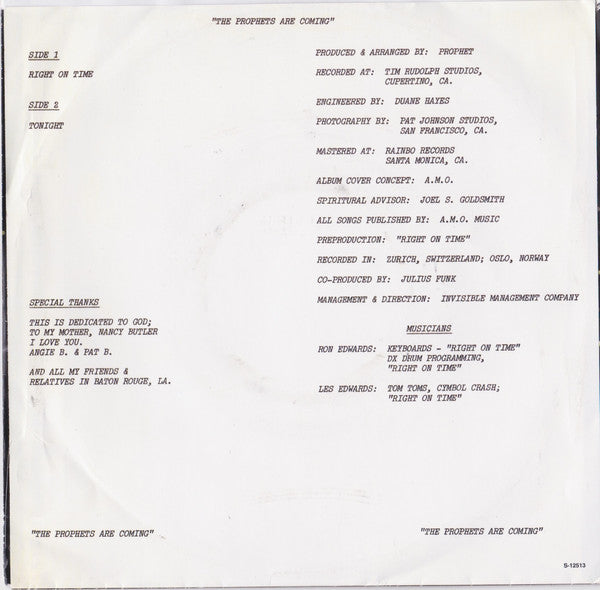 "THE PROPHETS ARE COMING"
SIDE 1
RIGHT ON TIME
SIDE 2
TONIGHT
SPECIAL THANKS
THIS IS DEDICATED TO GOD;
TO MY MOTHER, NANCY BUTLER
I LOVE YOU.
ANGIE B. & PAT B.
AND ALL MY FRIENDS &
RELATIVES IN BATON ROUGE, LA.
PRODUCED & ARRANGED BY: PROPHET
RECORDED AT: TIM RUDOLPH STUDIOS,
CUPERTINO, CA.
ENGINEERED BY: DUANE HAYES
PHOTOGRAPHY BY: PAT JOHNSON STUDIOS,
SAN FRANCISCO, CA.
MASTERED AT: RAINBO RECORDS
SANTA MONICA, CA.
ALBUM COVER CONCEPT: A.M.O.
SPIRITURAL ADVISOR: JOEL S. GOLDSMITH
ALL SONGS PUBLISHED BY: A.M.O. MUSIC
PREPRODUCTION: "RIGHT ON TIME"
RECORDED IN: ZURICH, SWITZERLAND; OSLO, NORWAY
CO-PRODUCED BY: JULIUS FUNK
MANAGEMENT & DIRECTION: INVISIBLE MANAGEMENT COMPANY
MUSICIANS
RON EDWARDS: KEYBOARDS - "RIGHT ON TIME"
DX DRUM PROGRAMMING,
"RIGHT ON TIME"
LES EDWARDS: TOM TOMS, CYMBOL CRASH;
"RIGHT ON TIME"
"THE PROPHETS ARE COMING"
"THE PROPHETS ARE COMING"
S-12513